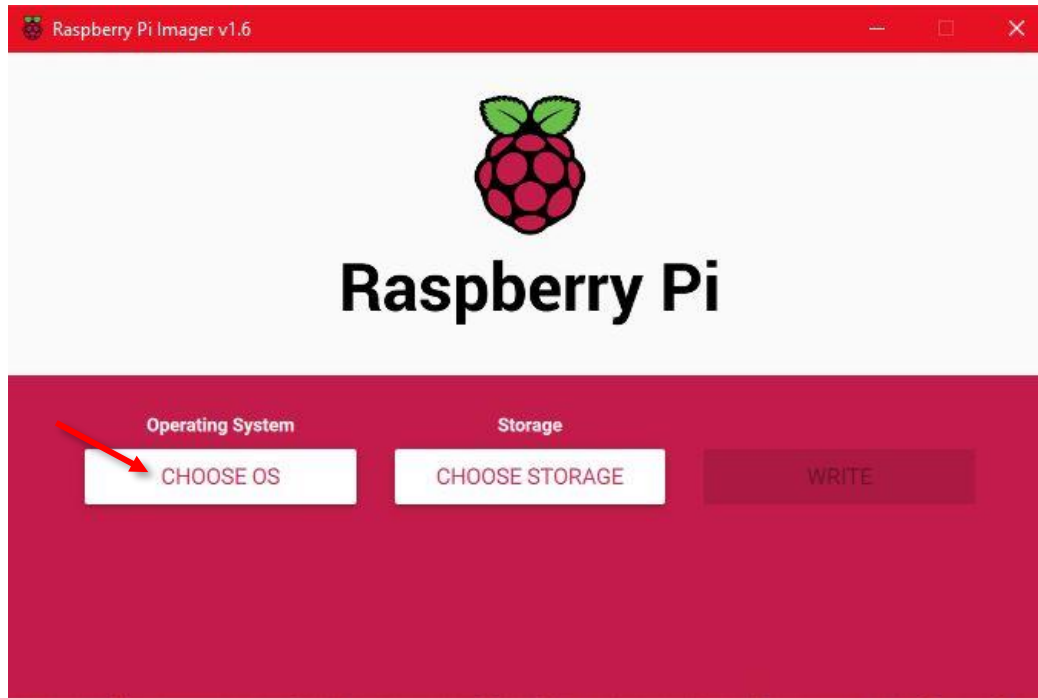 Raspberry Pi Imager v1.6
Raspberry Pi
Operating System
Storage
CHOOSE OS
CHOOSE STORAGE
WRITE